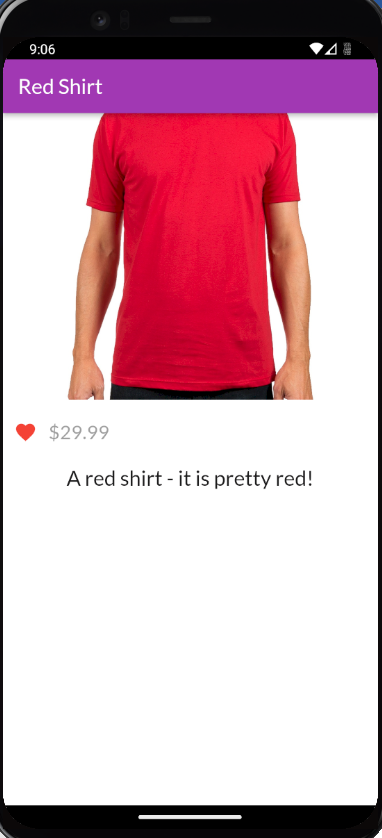 9:06
Red Shirt
$29.99
A red shirt - it is pretty red!